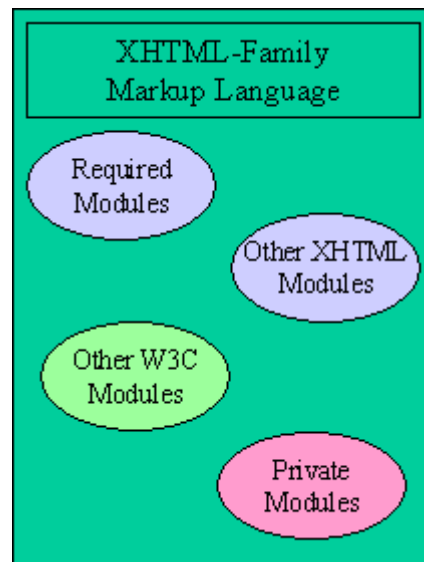 XHTML-Family
Markup Language
Required
Modules
Other XHTML
Modules
Other W3C
Modules
Private
Modules